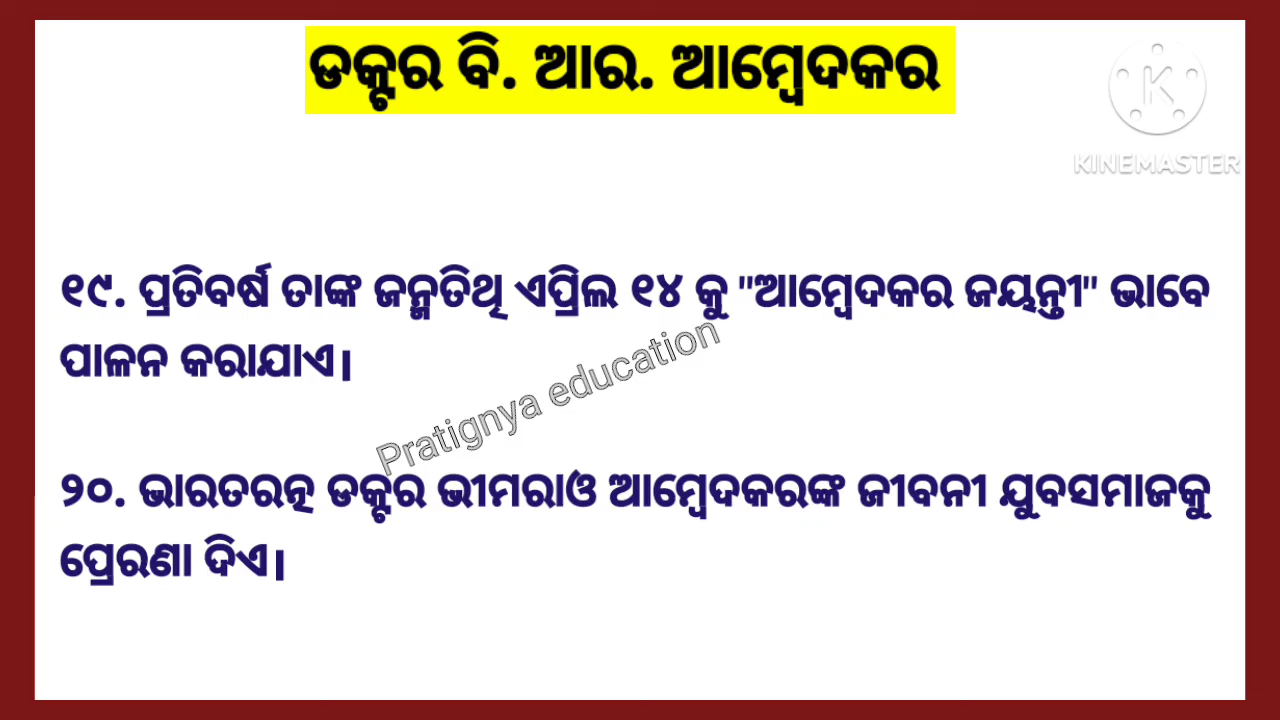 ଡକ୍ଟର ବି. ଆର. ଆମ୍ବେଦକର
KINEMASTER
୧୯. ପ୍ରତିବର୍ଷ ତାଙ୍କ ଜନ୍ମତିଥି ଏପ୍ରିଲ ୧୪ କୁ "ଆମ୍ବେଦକର ଜୟନ୍ତୀ" ଭାବେ
ପାଳନ କରାଯାଏ।
Pratignya education
୨୦. ଭାରତରତ୍ନ ଡକ୍ଟର ଭୀମରାଓ ଆମ୍ବେଦକରଙ୍କ ଜୀବନୀ ଯୁବସମାଜକୁ
ପ୍ରେରଣା ଦିଏ।